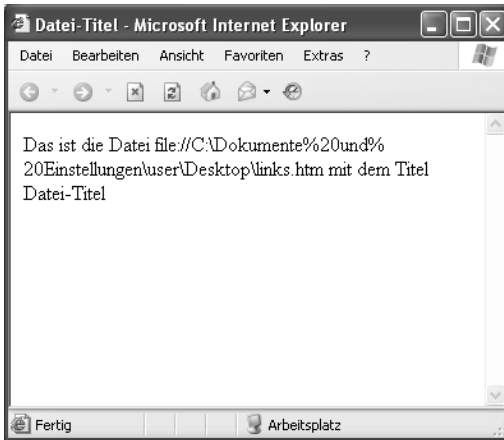 Datei-Titel - Microsoft Internet Explorer
Datei Bearbeiten Ansicht Favoriten Extras ?
Das ist die Datei file://C:\Dokumente%20und%
20Einstellungen\user\Desktop\links.htm mit dem Titel
Datei-Titel
Fertig Arbeitsplatz